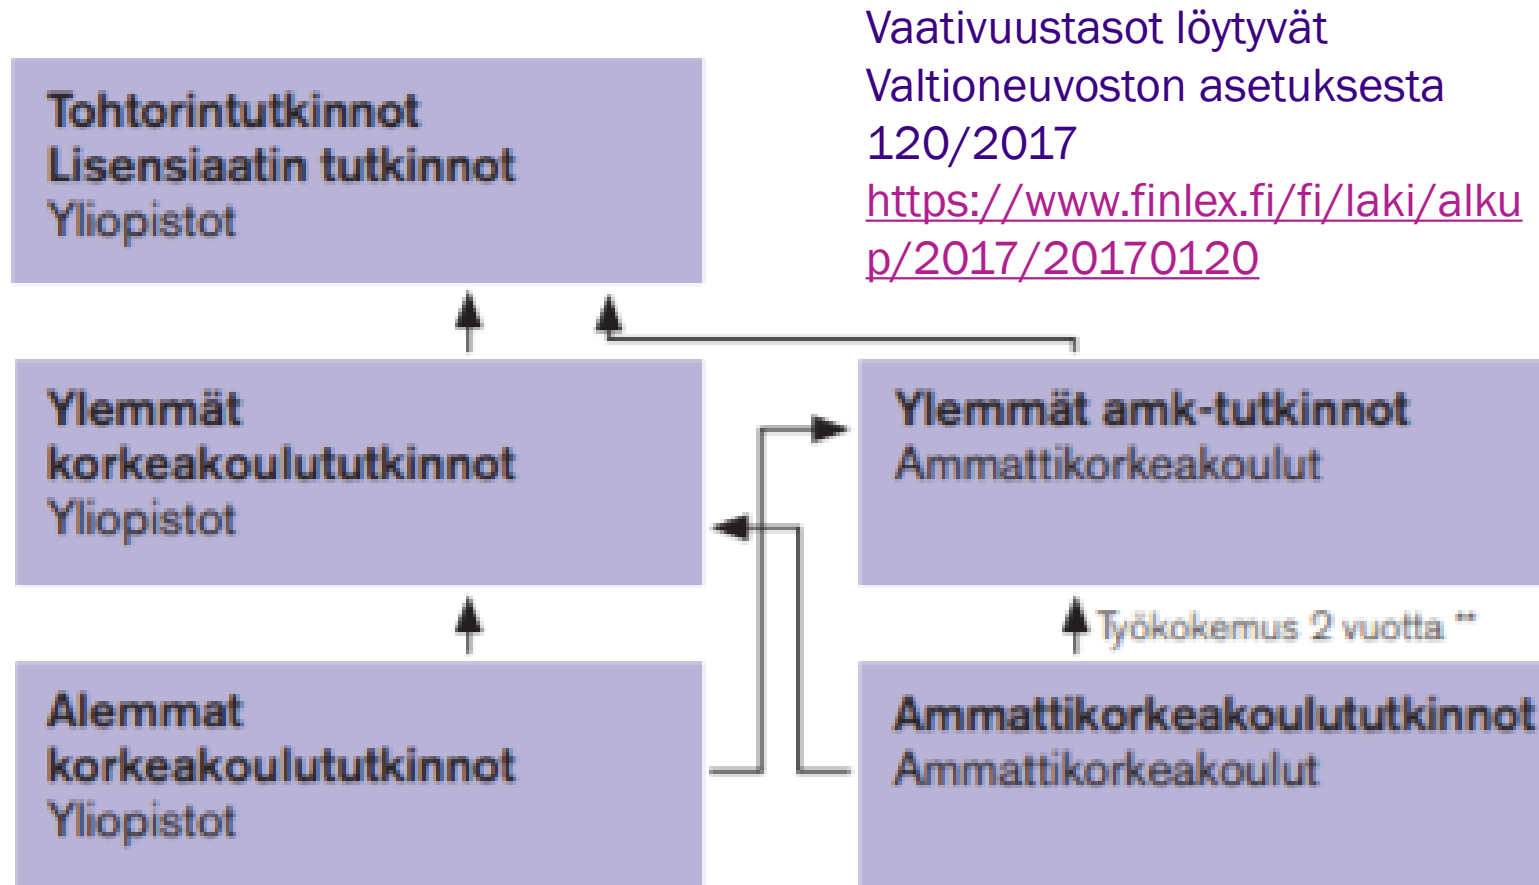 Vaativuustasot löytyvät
Valtioneuvoston asetuksesta
120/2017
https://www.finlex.fi/fi/laki/alku
p/2017/20170120
Tohtorintutkinnot
Lisensiaatin tutkinnot
Yliopistot
Ylemmät
korkeakoulututkinnot
Yliopistot
Ylemmät amk-tutkinnot
Ammattikorkeakoulut
Työkokemus 2 vuotta **
Alemmat
korkeakoulututkinnot
Yliopistot
Ammattikorkeakoulututkinnot
Ammattikorkeakoulut